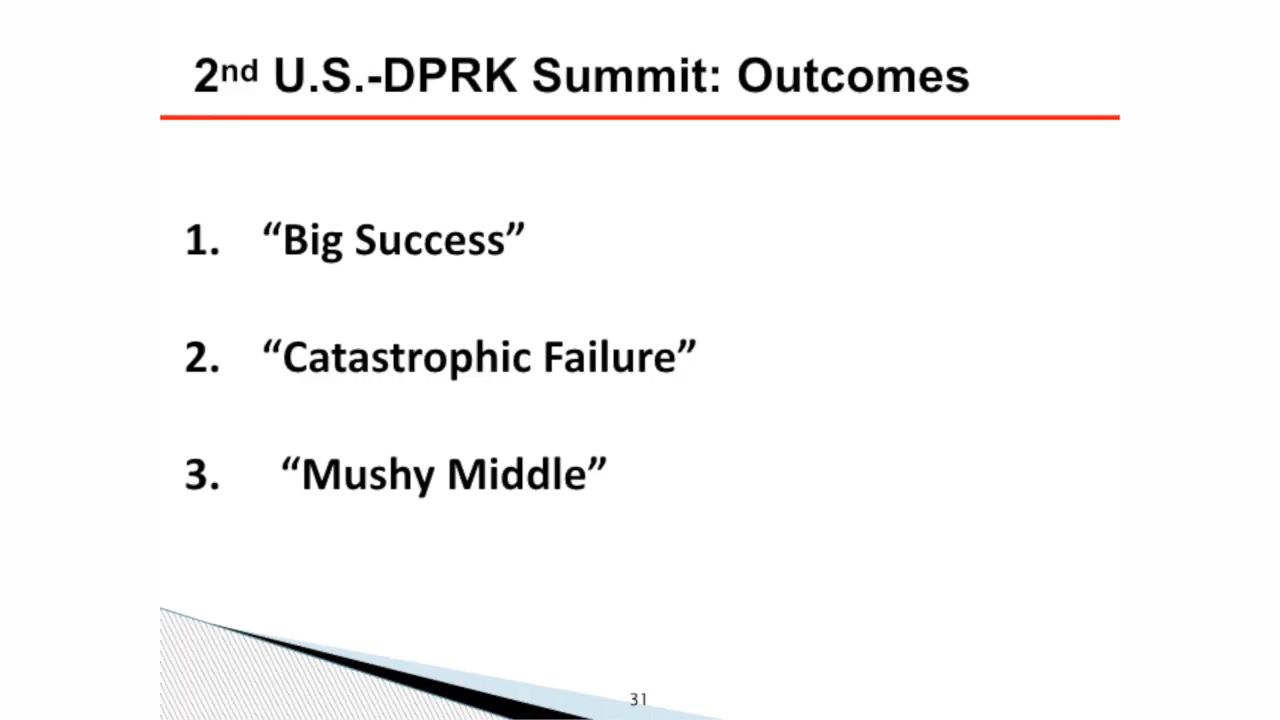 2nd U.S.-DPRK Summit: Outcomes
1. “Big Success”
2. “Catastrophic Failure”
3. “Mushy Middle”
31